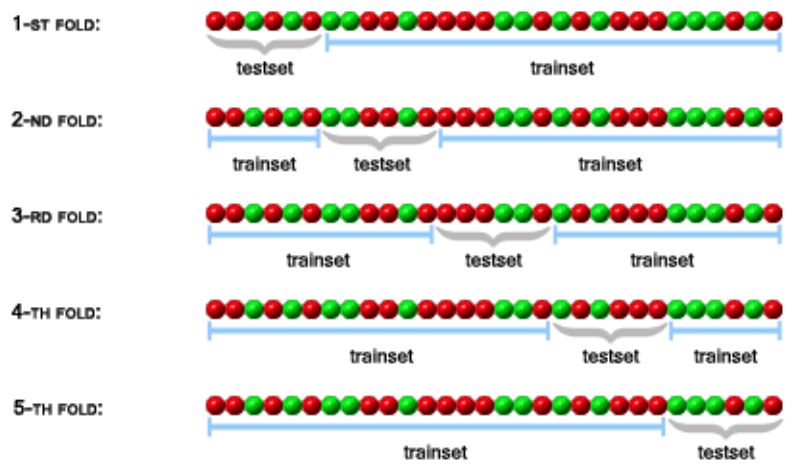 1-ST FOLD:
testset trainset
2-ND FOLD:
trainset testset trainset
3-RD FOLD:
trainset testset trainset
4-TH FOLD:
trainset testset trainset
5-TH FOLD:
trainset testset